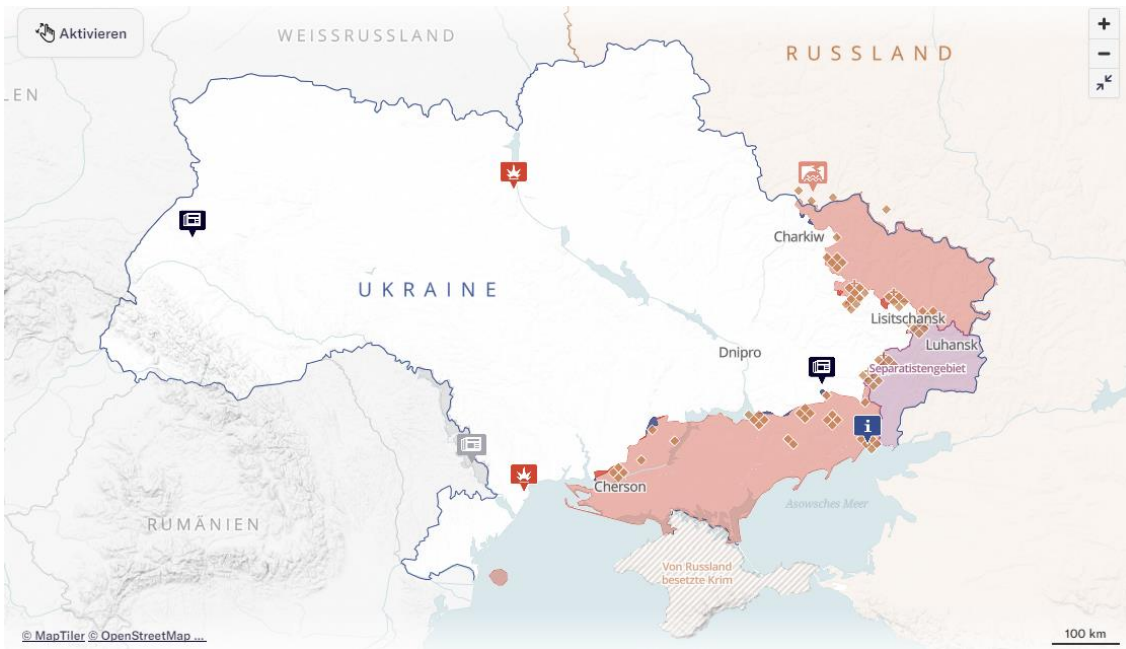 Aktivieren
WEISSRUSSLAND
RUSSLAND
+
−
LEN
Charkiw
UKRAINE
Lisitschansk
Luhansk
Dnipro
Separatistengebiet
i
Cherson
Asowsches Meer
RUMÄNIEN
Von Russland
besetzte Krim
© MapTiler © OpenStreetMap ...
100 km